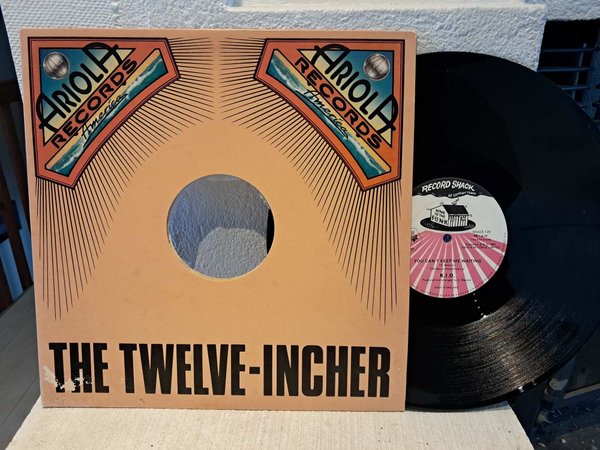 ARIOLA
RECORDS
America
ARIOLA
RECORDS
America
THE TWELVE-INCHER
RECORD SHACK
YOU CAN'T KEEP ME WAITING
K.I.D.